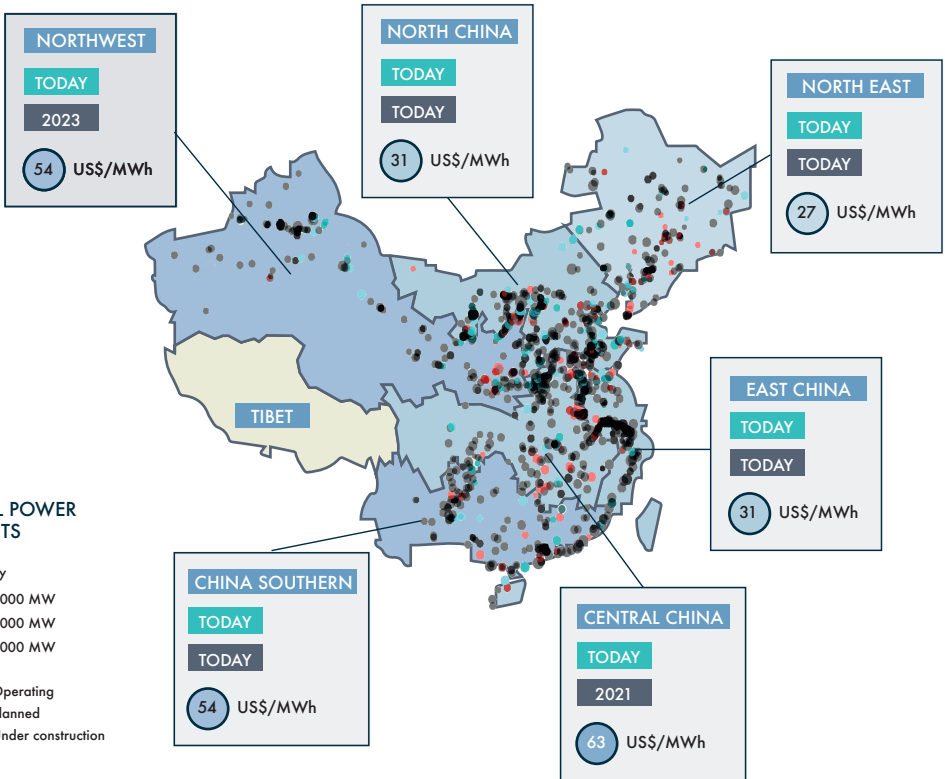 NORTHWEST
TODAY
2023
54 US$/MWh
NORTH CHINA
TODAY
TODAY
31 US$/MWh
NORTH EAST
TODAY
TODAY
27 US$/MWh
TIBET
EAST CHINA
TODAY
TODAY
31 US$/MWh
CHINA SOUTHERN
TODAY
TODAY
54 US$/MWh
CENTRAL CHINA
TODAY
2021
63 US$/MWh
POWER
000 MW
000 MW
000 MW
Operating
lanned
Under construction